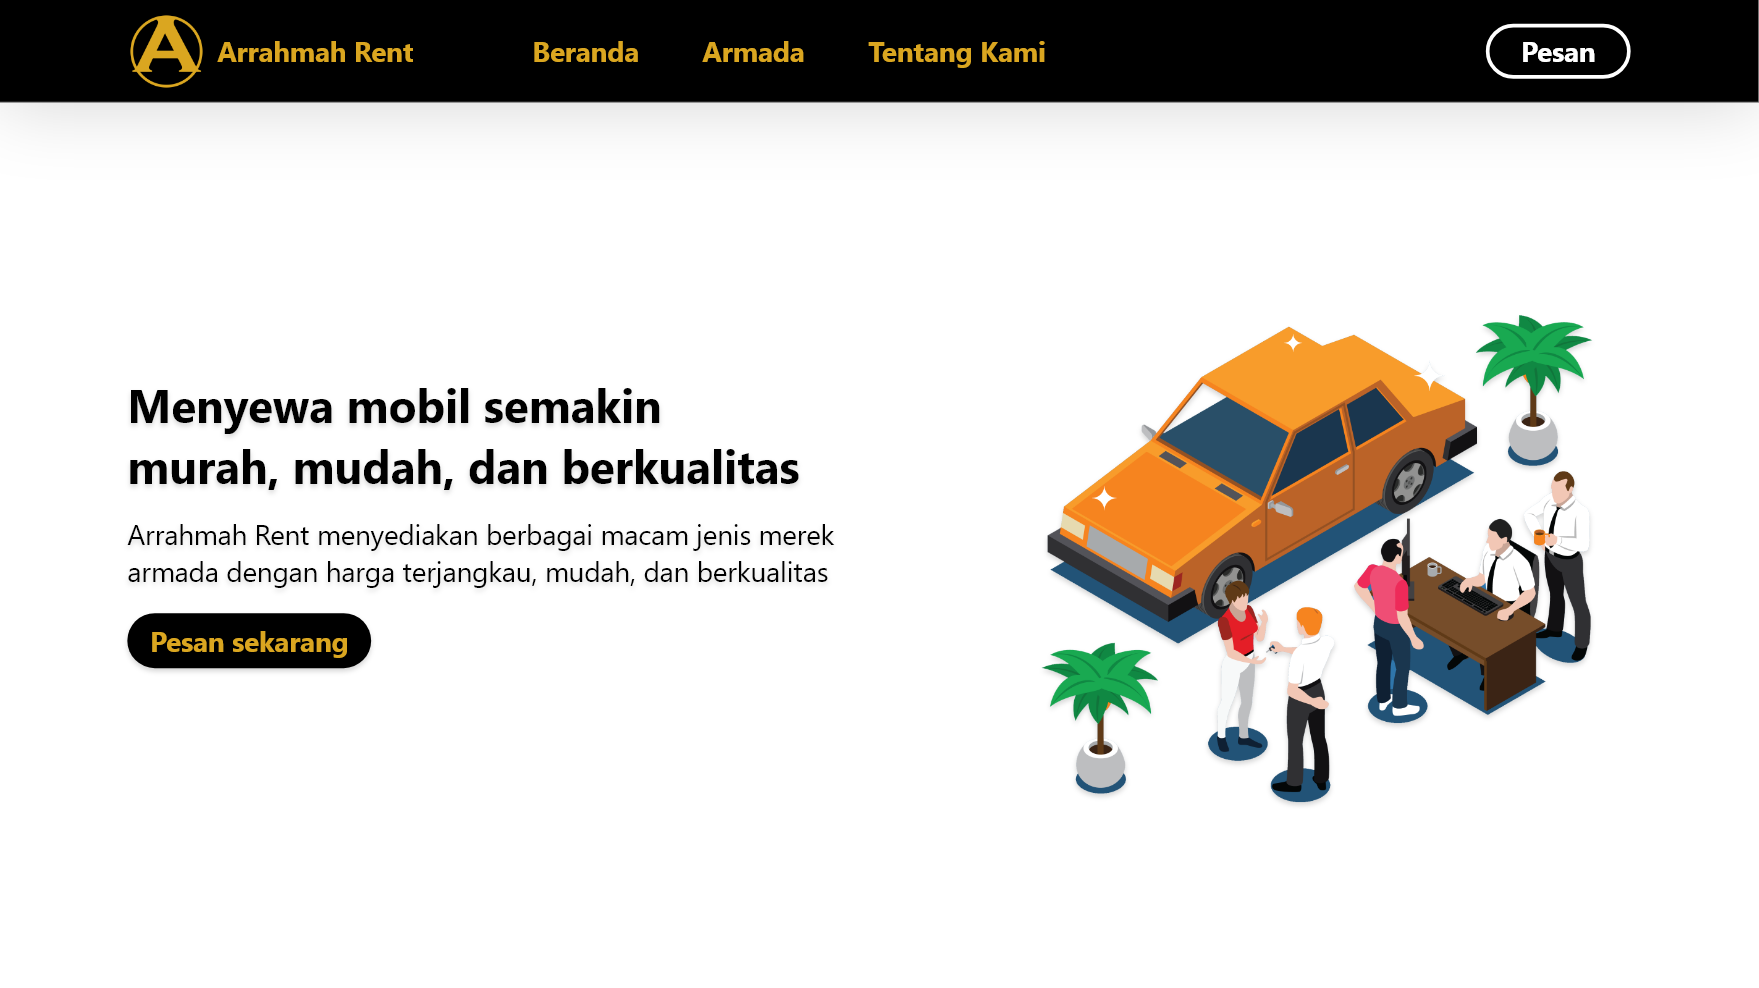 A Arrahmah Rent Beranda Armada Tentang Kami Pesan
Menyewa mobil semakin
murah, mudah, dan berkualitas
Arrahmah Rent menyediakan berbagai macam jenis merek
armada dengan harga terjangkau, mudah, dan berkualitas
Pesan sekarang